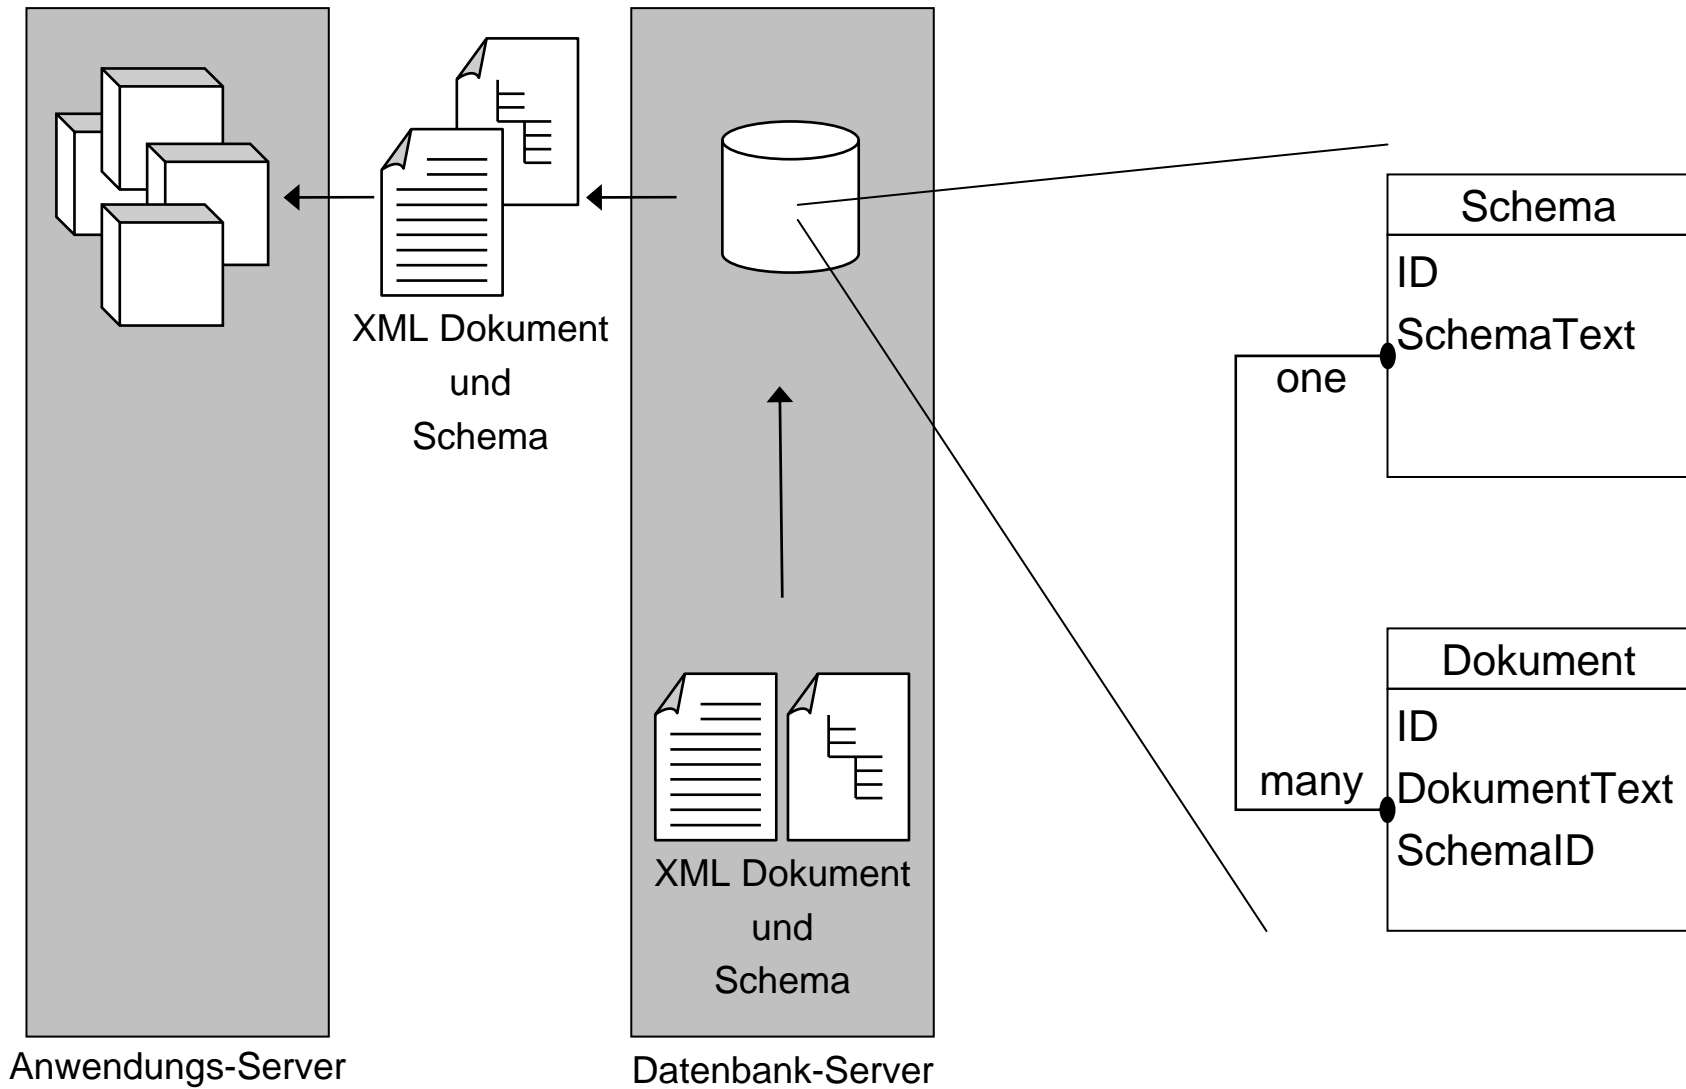 XML Dokument
und
Schema
XML Dokument
und
Schema
Anwendungs-Server
Datenbank-Server
Schema
ID
SchemaText
one
Dokument
ID
many
DokumentText
SchemaID